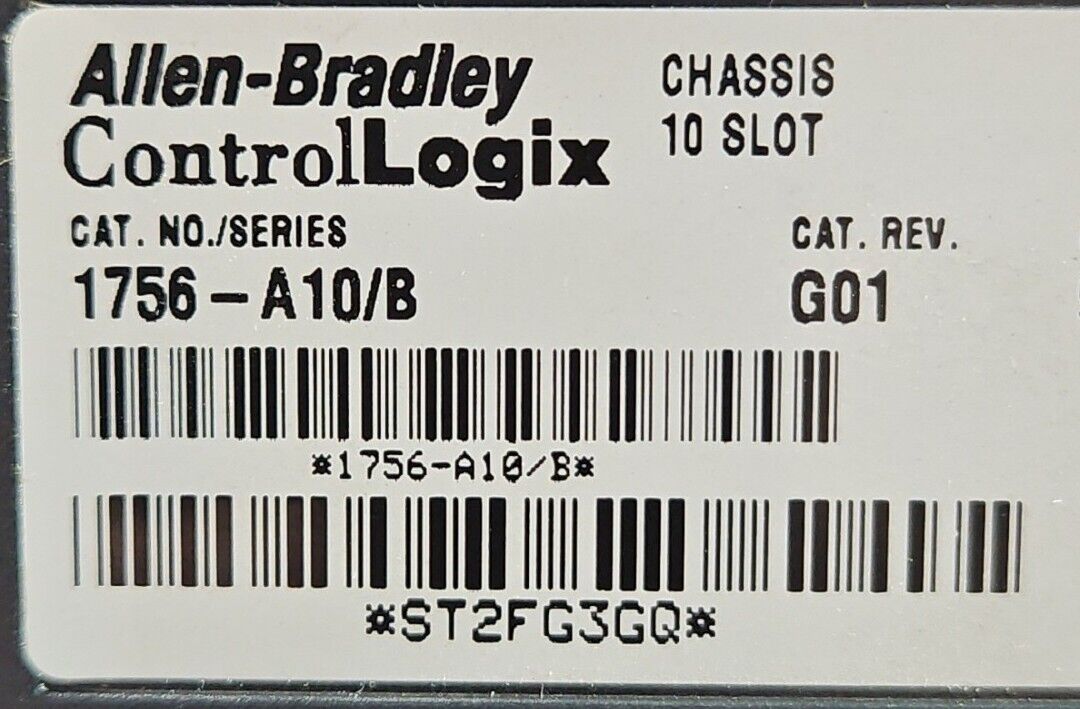 Allen-Bradley
ControlLogix
CHASSIS
10 SLOT
CAT. NO./SERIES
1756-A10/B
CAT. REV.
G01
*1756-A10/B*
*ST2FG3GQ*